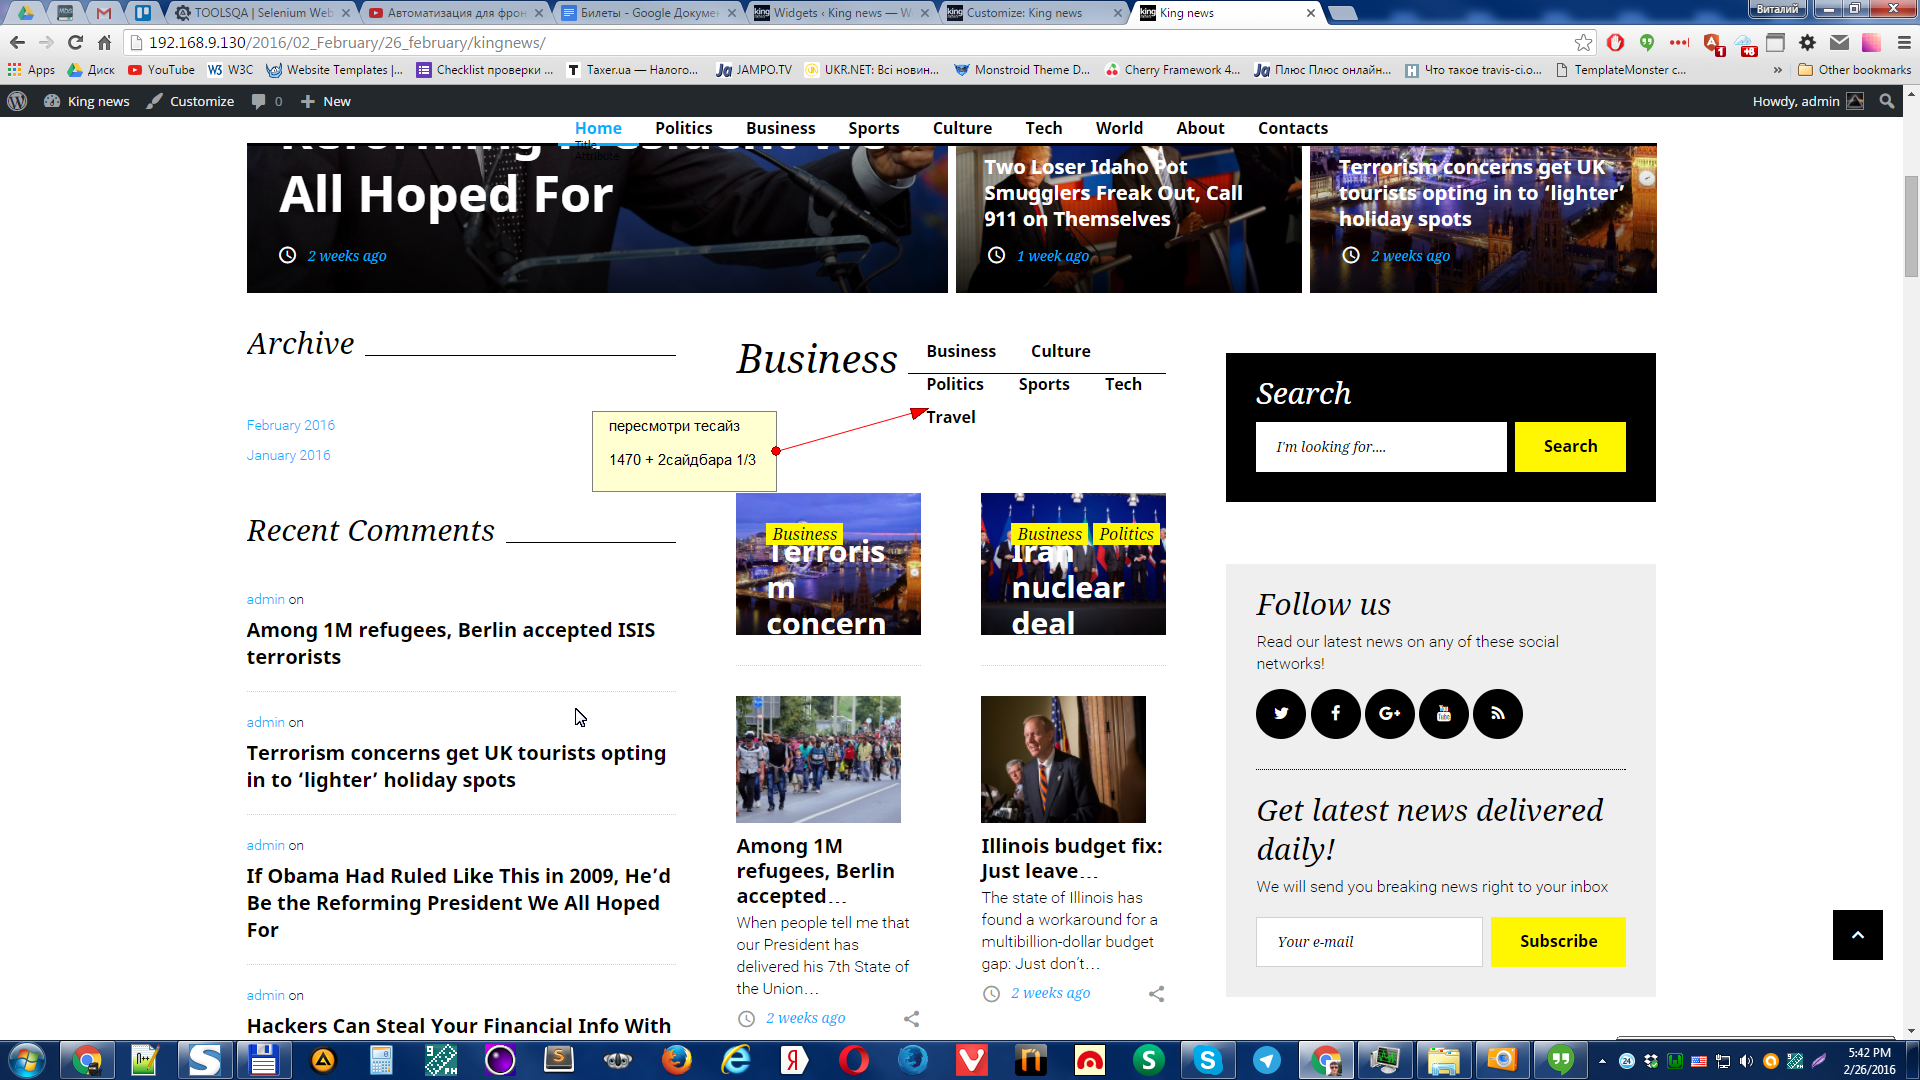 TOOLSQA | Selenium Web
Автоматизация для фрон
Билеты - Google Докумен
Widgets ‹ King news — W
Customize: King news
King news
Виталий
192.168.9.130/2016/02_February/26_february/kingnews/
Apps
Диск
YouTube
W3C
Website Templates |...
Checklist проверки ...
Taxer.ua — Налого...
JAMPO.TV
UKR.NET: Всі новин...
Monstroid Theme D...
Cherry Framework 4...
Плюс Плюс онлайн...
Что такое travis-ci.o...
TemplateMonster c...
Other bookmarks
King news
Customize
0
New
Howdy, admin
Home
Politics
Business
Sports
Culture
Tech
World
About
Contacts
Title
Attribute
Reforming President We
All Hoped For
2 weeks ago
Two Loser Idaho Pot
Smugglers Freak Out, Call
911 on Themselves
1 week ago
Terrorism concerns get UK
tourists opting in to ‘lighter’
holiday spots
2 weeks ago
Archive
February 2016
January 2016
Recent Comments
admin on
Among 1M refugees, Berlin accepted ISIS
terrorists
admin on
Terrorism concerns get UK tourists opting
in to ‘lighter’ holiday spots
admin on
If Obama Had Ruled Like This in 2009, He’d
Be the Reforming President We All Hoped
For
admin on
Hackers Can Steal Your Financial Info With
Business
Business
Culture
Politics
Sports
Tech
Travel
пересмотри тесайз
1470 + 2сайдбара 1/3
Business
Terroris
m
concern
Business
Politics
Iran
nuclear
deal
Among 1M
refugees, Berlin
accepted…
When people tell me that
our President has
delivered his 7th State of
the Union…
2 weeks ago
Illinois budget fix:
Just leave…
The state of Illinois has
found a workaround for a
multibillion-dollar budget
gap: Just don’t…
2 weeks ago
Search
I'm looking for....
Search
Follow us
Read our latest news on any of these social
networks!
Get latest news delivered
daily!
We will send you breaking news right to your inbox
Your e-mail
Subscribe
5:42 PM
2/26/2016